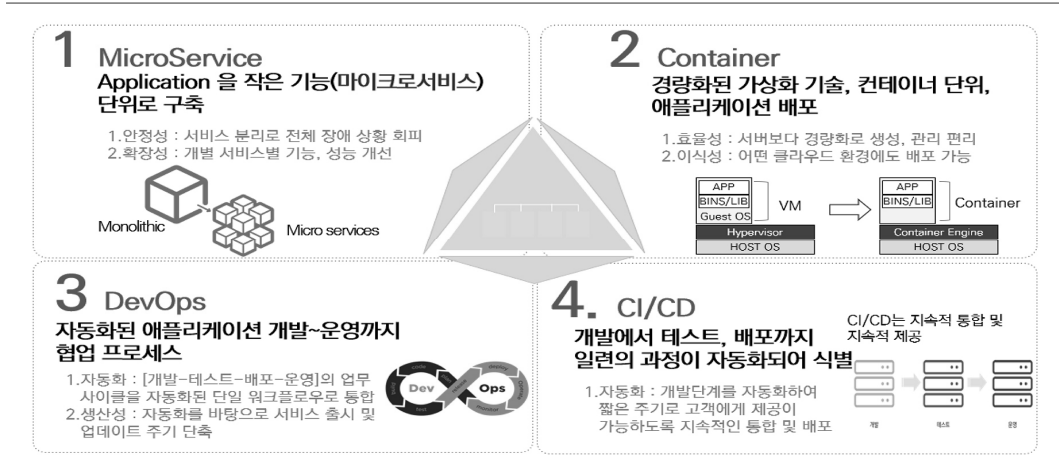 1 MicroService
Application 을 작은 기능(마이크로서비스)
단위로 구축
1.안정성 : 서비스 분리로 전체 장애 상황 회피
2.확장성 : 개별 서비스별 기능, 성능 개선
Monolithic
Micro services
2 Container
경량화된 가상화 기술, 컨테이너 단위,
애플리케이션 배포
1.효율성 : 서버보다 경량화로 생성, 관리 편리
2.이식성 : 어떤 클라우드 환경에도 배포 가능
APP
BINS/LIB
Guest OS
VM
Hypervisor
HOST OS
APP
BINS/LIB
Container
Container Engine
HOST OS
3 DevOps
자동화된 애플리케이션 개발~운영까지
협업 프로세스
1.자동화 : [개발-테스트-배포-운영]의 업무
사이클을 자동화된 단일 워크플로우로 통합
2.생산성 : 자동화를 바탕으로 서비스 출시 및
업데이트 주기 단축
Dev
Ops
code
test
deploy
operate
monitor
4. CI/CD
개발에서 테스트, 배포까지
일련의 과정이 자동화되어 식별
CI/CD는 지속적 통합 및
지속적 제공
1.자동화 : 개발단계를 자동화하여
짧은 주기로 고객에게 제공이
가능하도록 지속적인 통합 및 배포
개발
테스트
운영